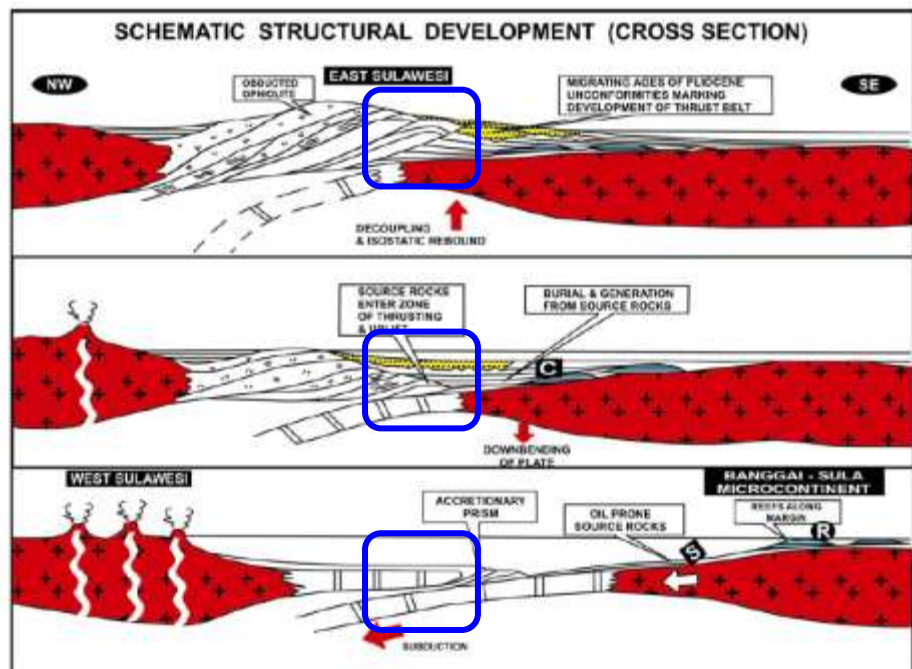 SCHEMATIC STRUCTURAL DEVELOPMENT (CROSS SECTION)
NW
EAST SULAWESI
SE
OBDUCTED
OPHIOLITE
MIGRATING AGES OF PLIOCENE
UNCONFORMITIES MARKING
DEVELOPMENT OF THRUST BELT
DECOUPLING
& ISOSTATIC REBOUND
SOURCE ROCKS
ENTER ZONE
OF THRUSTING
& UPLIFT
BURIAL & GENERATION
FROM SOURCE ROCKS
C
DOWNBENDING
OF PLATE
WEST SULAWESI
BANGGAI - SULA
MICROCONTINENT
ACCRETIONARY
PRISM
OIL PRONE
SOURCE ROCKS
REEFS ALONG
MARGIN
S
R
SUBDUCTION